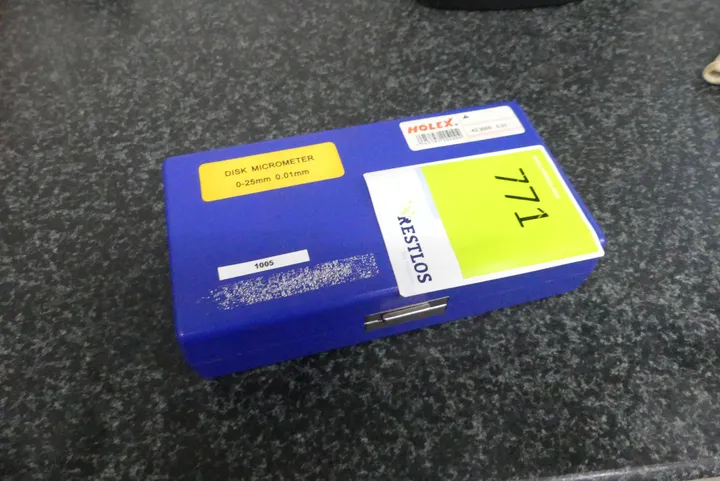 HOLEX.
DISK MICROMETER
0-25mm 0.01mm
771
RESTLOS
1005